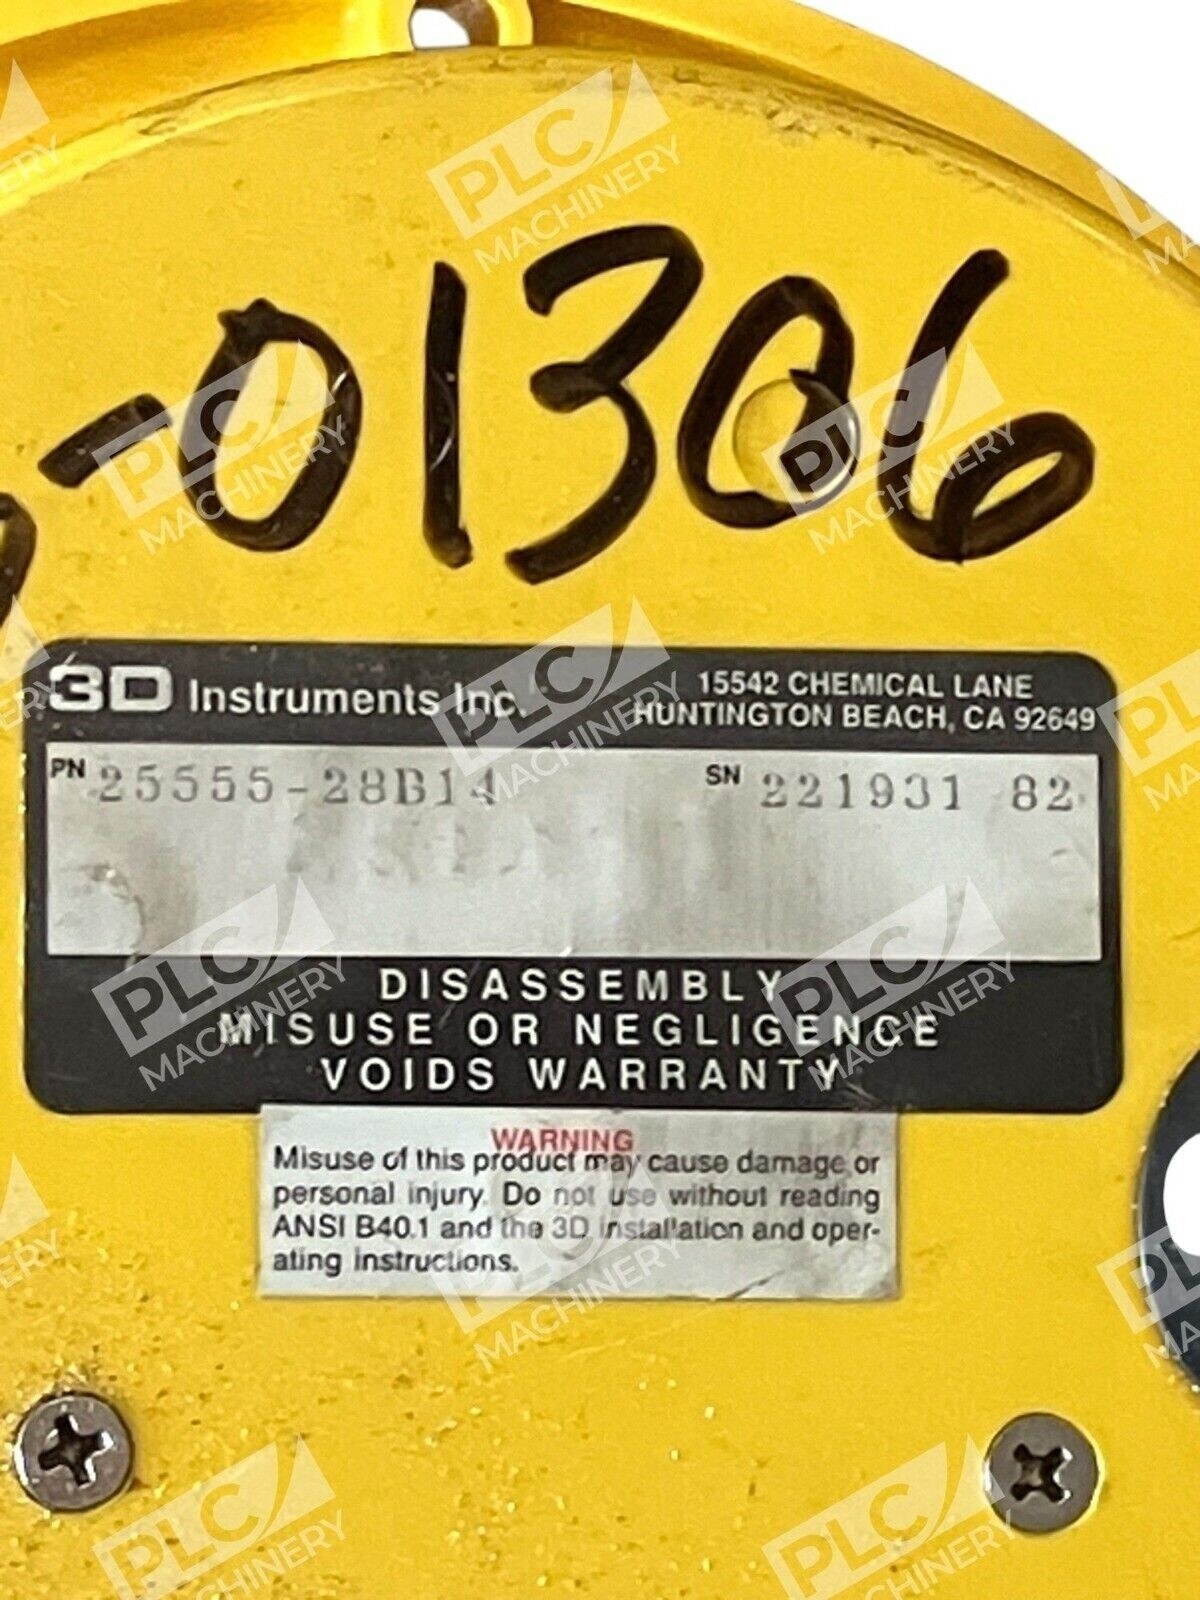 -01306
3D Instruments Inc.
15542 CHEMICAL LANE
HUNTINGTON BEACH, CA 92649
PN 25555-28B14
SN 221931 82
DISASSEMBLY
MISUSE OR NEGLIGENCE
VOIDS WARRANTY
WARNING
Misuse of this product may cause damage or
personal injury. Do not use without reading
ANSI B40.1 and the 3D installation and oper-
ating instructions.
PLC
MACHINERY